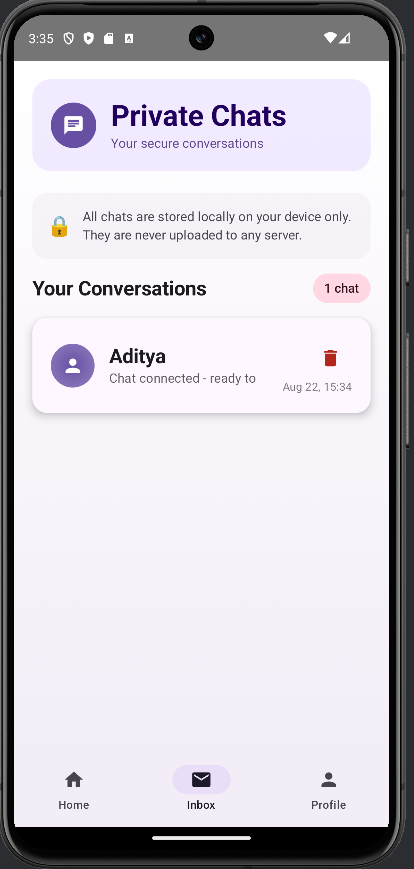 3:35
Private Chats
Your secure conversations
All chats are stored locally on your device only.
They are never uploaded to any server.
Your Conversations
1 chat
Aditya
Chat connected - ready to
Aug 22, 15:34
Home
Inbox
Profile